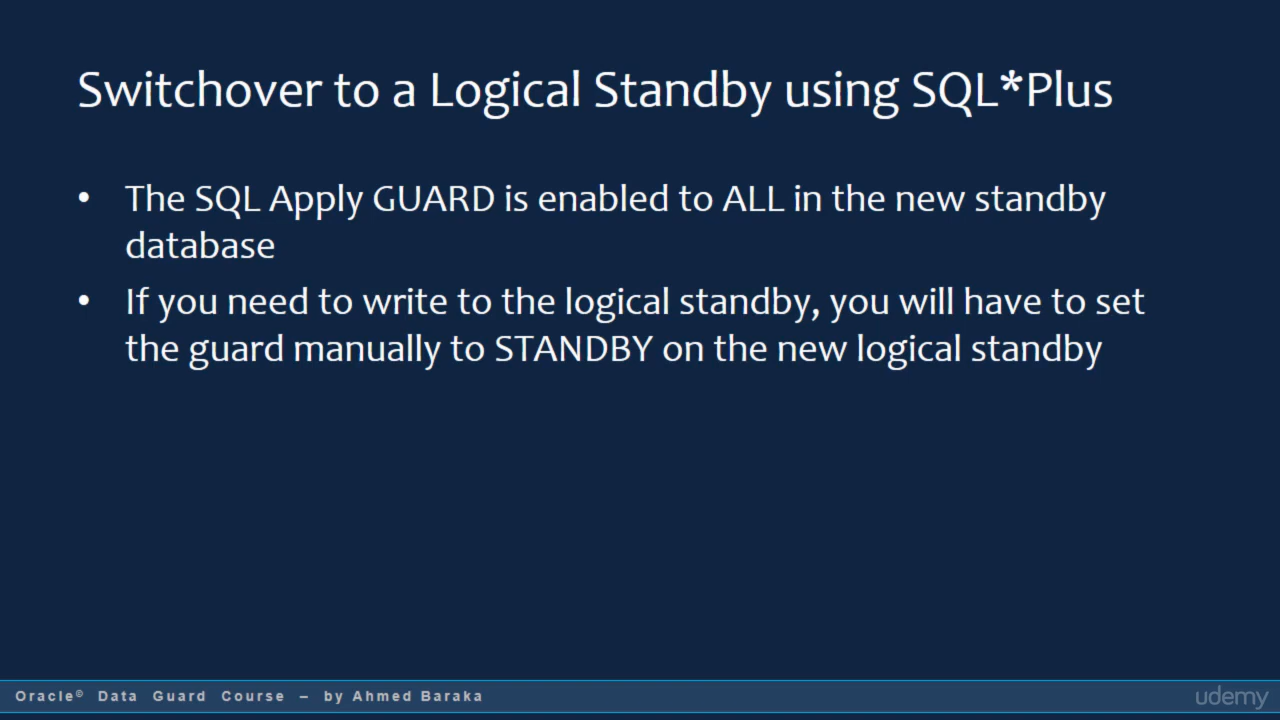 Switchover to a Logical Standby using SQL*Plus
• The SQL Apply GUARD is enabled to ALL in the new standby
database
• If you need to write to the logical standby, you will have to set
the guard manually to STANDBY on the new logical standby
Oracle© Data Guard Course – by Ahmed Baraka
udemy